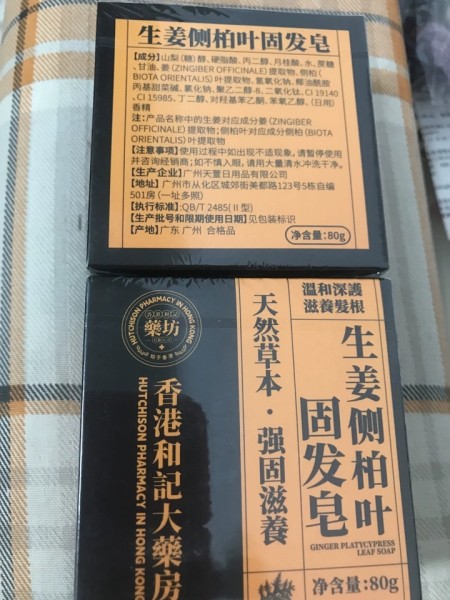 生姜侧柏叶固发皂
【成分】山梨（糖）醇、硬脂酸、丙二醇、月桂酸、水、蔗糖
、甘油、姜（ZINGIBER OFFICINALE）提取物、侧柏（
BIOTA ORIENTALIS）叶提取物、氢氧化钠、椰油酰胺
丙基甜菜碱、氯化钠、聚乙二醇-8、二氧化钛、CI 19140
、CI 15985、丁二醇、对羟基苯乙酮、苯氧乙醇、（日用）
香精
注：产品名称中的生姜对应成分姜（ZINGIBER
OFFICINALE）提取物；侧柏叶对应成分侧柏（BIOTA
ORIENTALIS）叶提取物
【注意事项】使用过程中如出现不适现象，请暂停使用
并咨询经销商；如不慎入眼，请用大量清水冲洗干净。
【生产企业】广州天萱日用品有限公司
【地址】广州市从化区城郊街美都路123号5栋自编
501房（一址多照）
【执行标准】:QB/T 2485(Ⅱ型)
【生产批号和限期使用日期】见包装标识
【产地】广东 广州 合格品
净含量：80g
溫和深護
滋養髮根
生姜侧柏叶
固发皂
GINGER PLATYCYPRESS
LEAF SOAP
净含量：80g
天然草本·强固滋養
HUTCHISON PHARMACY IN HONG KONG
藥坊
香港和記大藥房
HUTCHISON PHARMACY IN HONG KONG